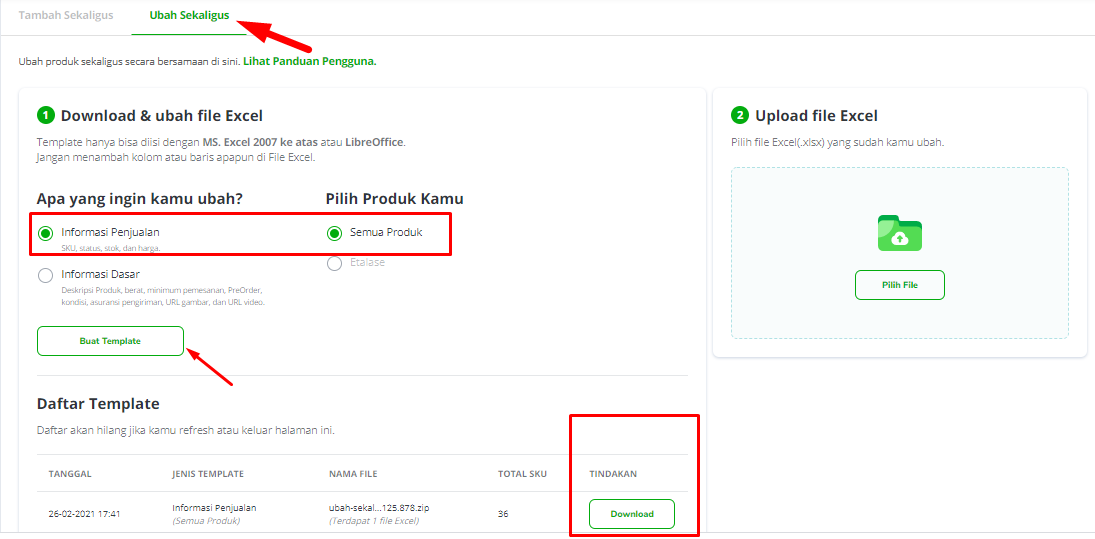 Tambah Sekaligus
Ubah Sekaligus
Ubah produk sekaligus secara bersamaan di sini. Lihat Panduan Pengguna.
1 Download & ubah file Excel
Template hanya bisa diisi dengan MS. Excel 2007 ke atas atau LibreOffice.
Jangan menambah kolom atau baris apapun di File Excel.
Apa yang ingin kamu ubah?
Informasi Penjualan
SKU, status, stok, dan harga.
Informasi Dasar
Deskripsi Produk, berat, minimum pemesanan, PreOrder,
kondisi, asuransi pengiriman, URL gambar, dan URL video.
Pilih Produk Kamu
Semua Produk
Etalase
Buat Template
Daftar Template
Daftar akan hilang jika kamu refresh atau keluar halaman ini.
TANGGAL JENIS TEMPLATE NAMA FILE TOTAL SKU TINDAKAN
26-02-2021 17:41 Informasi Penjualan ubah-sekal...125.878.zip 36 Download
(Semua Produk) (Terdapat 1 file Excel)
2 Upload file Excel
Pilih file Excel(.xlsx) yang sudah kamu ubah.
Pilih File